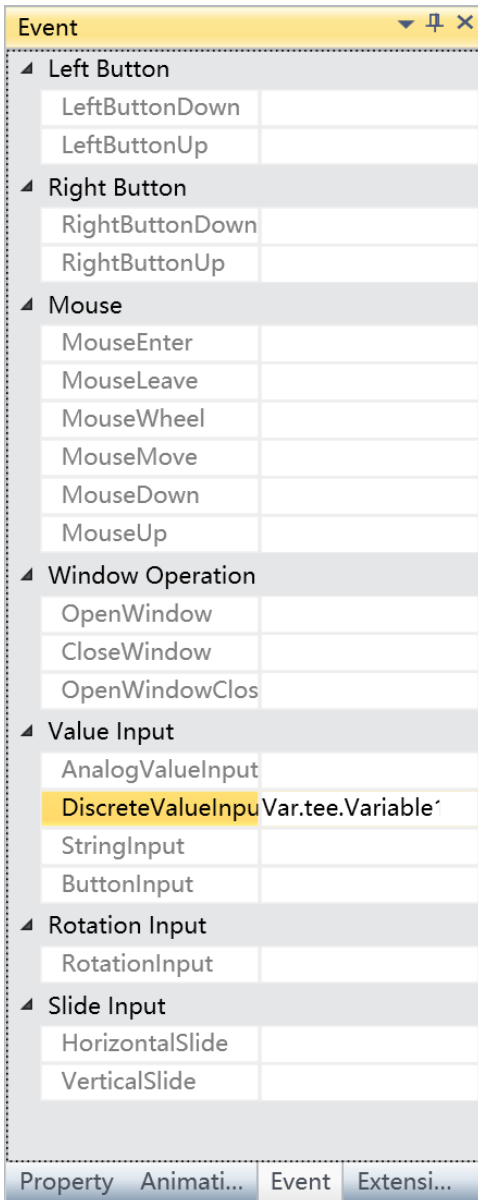 Event
Left Button
LeftButtonDown
LeftButtonUp
Right Button
RightButtonDown
RightButtonUp
Mouse
MouseEnter
MouseLeave
MouseWheel
MouseMove
MouseDown
MouseUp
Window Operation
OpenWindow
CloseWindow
OpenWindowClos
Value Input
AnalogValueInput
DiscreteValueInpu Var.tee.Variable1
StringInput
ButtonInput
Rotation Input
RotationInput
Slide Input
HorizontalSlide
VerticalSlide
Property Animati... Event Extensi...